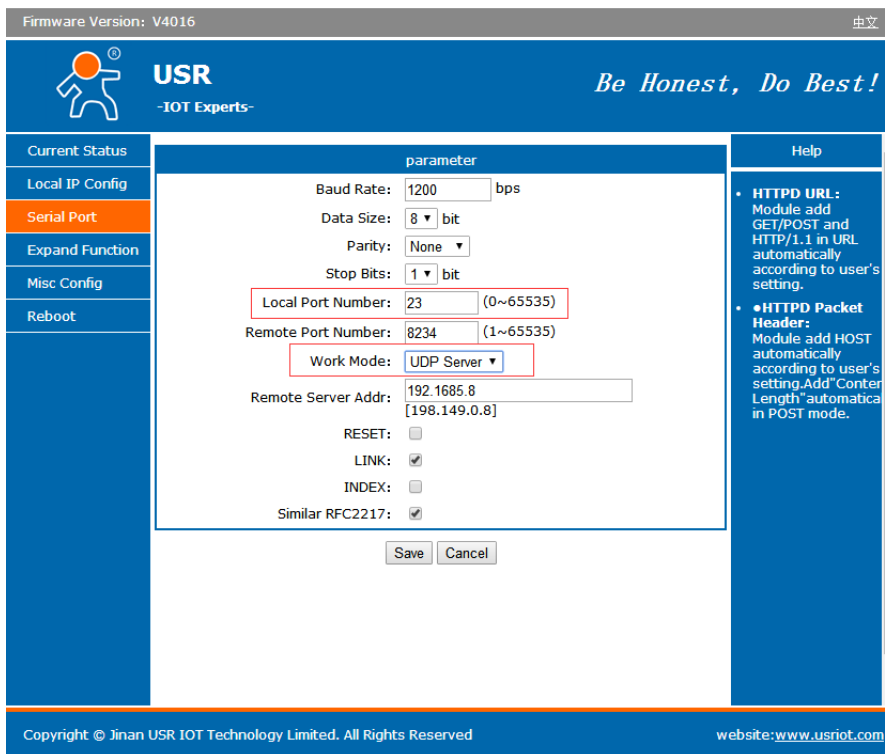 Firmware Version: V4016 中文
®
USR
-IOT Experts-
Be Honest, Do Best!
Current Status
Local IP Config
Serial Port
Expand Function
Misc Config
Reboot
parameter
Baud Rate: 1200 bps
Data Size: 8 bit
Parity: None
Stop Bits: 1 bit
Local Port Number: 23 (0~65535)
Remote Port Number: 8234 (1~65535)
Work Mode: UDP Server
Remote Server Addr: 192.1685.8
[198.149.0.8]
RESET:
LINK:
INDEX:
Similar RFC2217:
Save Cancel
Help
• HTTPD URL:
Module add
GET/POST and
HTTP/1.1 in URL
automatically
according to user's
setting.
• ●HTTPD Packet
Header:
Module add HOST
automatically
according to user's
setting.Add"Conter
Length"automatica
in POST mode.
Copyright © Jinan USR IOT Technology Limited. All Rights Reserved website:www.usriot.com